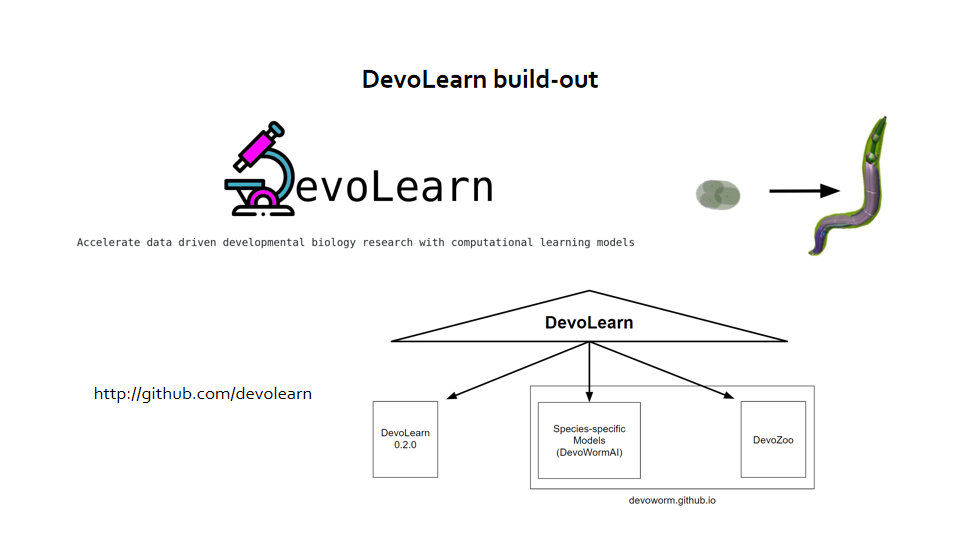 DevoLearn build-out
evoLearn
Accelerate data driven developmental biology research with computational learning models
DevoLearn
http://github.com/devolearn
DevoLearn
0.2.0
Species-specific
Models
(DevoWormAI)
DevoZoo
devoworm.github.io